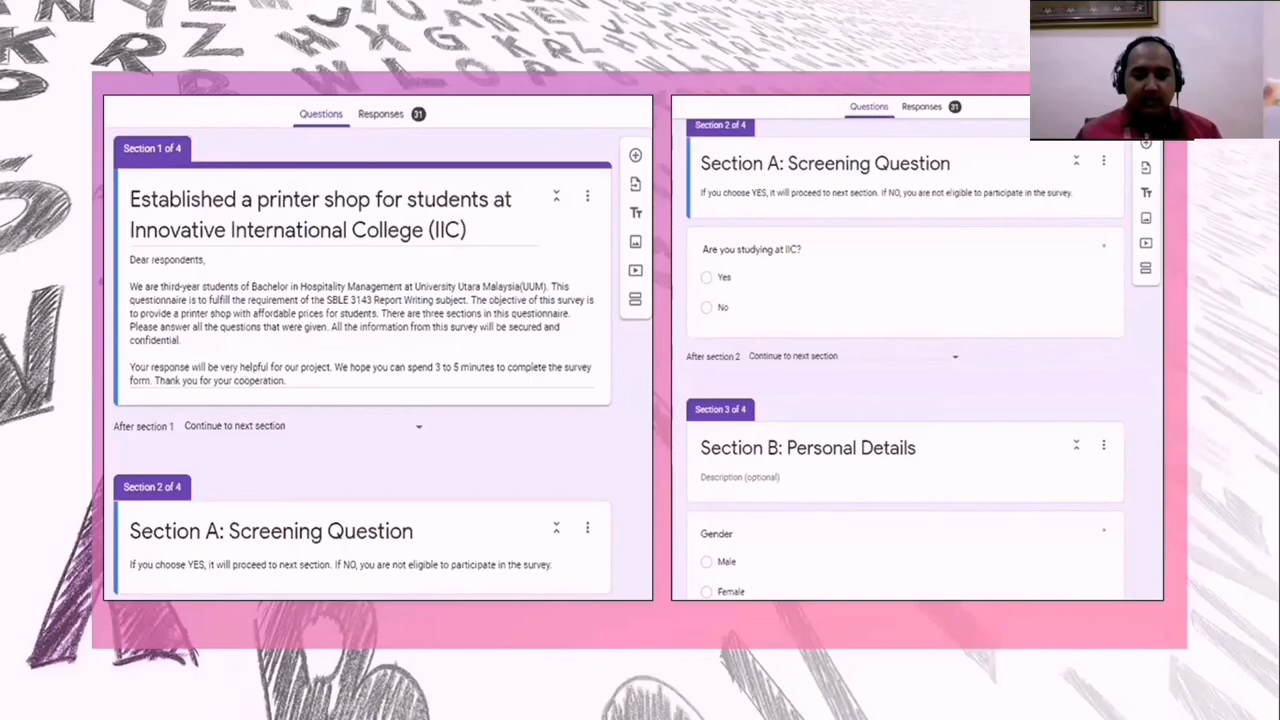 Questions Responses 31
Section 1 of 4
Established a printer shop for students at
Innovative International College (IIC)
Dear respondents,
We are third-year students of Bachelor in Hospitality Management at University Utara Malaysia(UUM). This
questionnaire is to fulfill the requirement of the SBLE 3143 Report Writing subject. The objective of this survey is
to provide a printer shop with affordable prices for students. There are three sections in this questionnaire.
Please answer all the questions that were given. All the information from this survey will be secured and
confidential.
Your response will be very helpful for our project. We hope you can spend 3 to 5 minutes to complete the survey
form. Thank you for your cooperation.
After section 1 Continue to next section
Section 2 of 4
Section A: Screening Question
If you choose YES, it will proceed to next section. If NO, you are not eligible to participate in the survey.
Questions Responses 31
Section 2 of 4
Section A: Screening Question
If you choose YES, it will proceed to next section. If NO, you are not eligible to participate in the survey.
Are you studying at IIC?
Yes
No
After section 2 Continue to next section
Section 3 of 4
Section B: Personal Details
Description (optional)
Gender
Male
Female